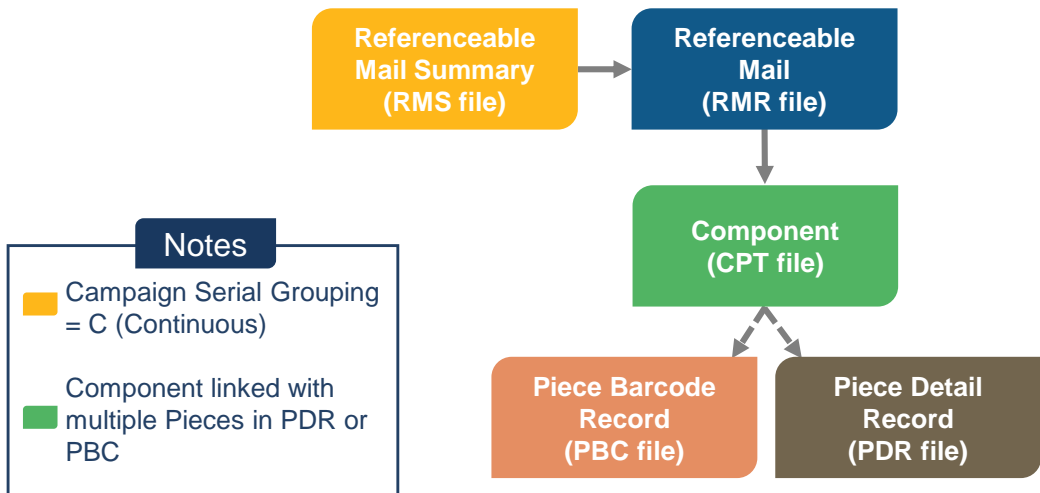 Referenceable
Mail Summary
(RMS file)
Referenceable
Mail
(RMR file)
Component
(CPT file)
Notes
Campaign Serial Grouping
= C (Continuous)
Component linked with
multiple Pieces in PDR or
PBC
Piece Barcode
Record
(PBC file)
Piece Detail
Record
(PDR file)